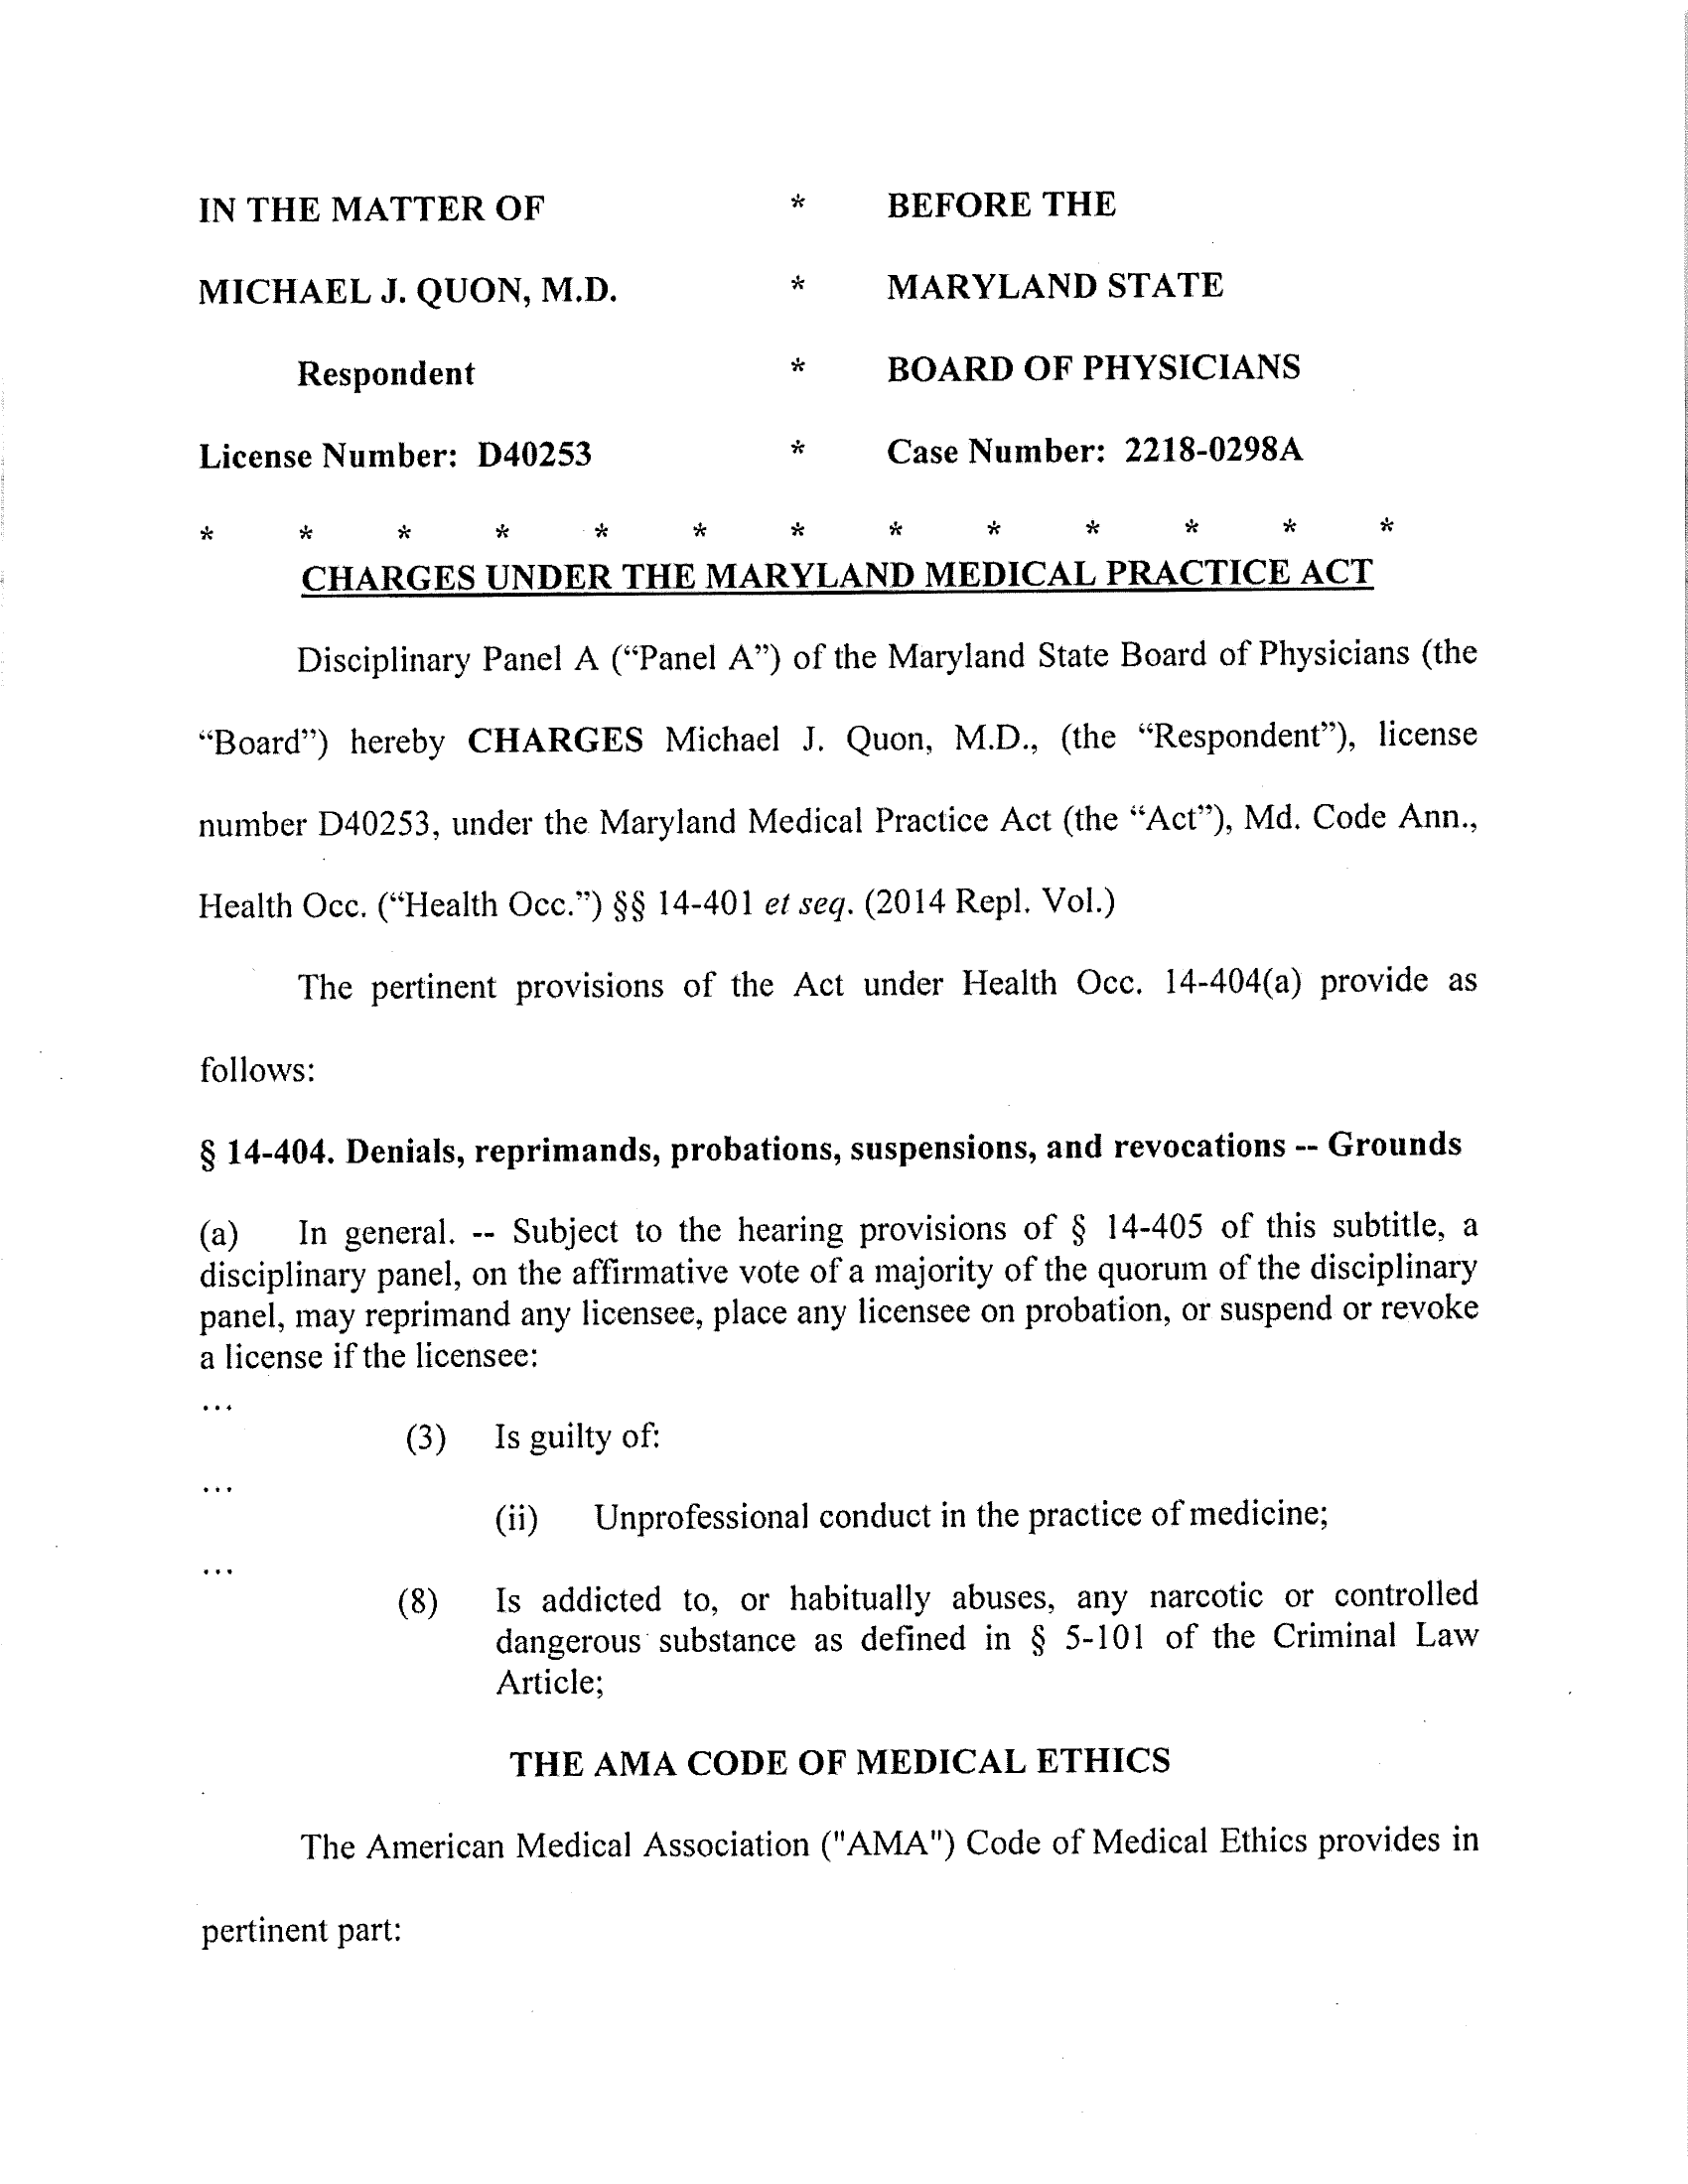 IN THE MATTER OF * BEFORE THE
MICHAEL J. QUON, M.D. * MARYLAND STATE
Respondent * BOARD OF PHYSICIANS
License Number: D40253 * Case Number: 2218-0298A
* * * * * * * * * * * * *
CHARGES UNDER THE MARYLAND MEDICAL PRACTICE ACT
Disciplinary Panel A (“Panel A”) of the Maryland State Board of Physicians (the
“Board”) hereby CHARGES Michael J. Quon, M.D., (the “Respondent”), license
number D40253, under the Maryland Medical Practice Act (the “Act”), Md. Code Ann.,
Health Occ. (“Health Occ.”) §§ 14-401 et seq. (2014 Repl. Vol.)
The pertinent provisions of the Act under Health Occ. 14-404(a) provide as
follows:
§ 14-404. Denials, reprimands, probations, suspensions, and revocations -- Grounds
(a) In general. -- Subject to the hearing provisions of § 14-405 of this subtitle, a
disciplinary panel, on the affirmative vote of a majority of the quorum of the disciplinary
panel, may reprimand any licensee, place any licensee on probation, or suspend or revoke
a license if the licensee:
...
(3) Is guilty of:
...
(ii) Unprofessional conduct in the practice of medicine;
...
(8) Is addicted to, or habitually abuses, any narcotic or controlled
dangerous substance as defined in § 5-101 of the Criminal Law
Article;
THE AMA CODE OF MEDICAL ETHICS
The American Medical Association ("AMA") Code of Medical Ethics provides in
pertinent part: